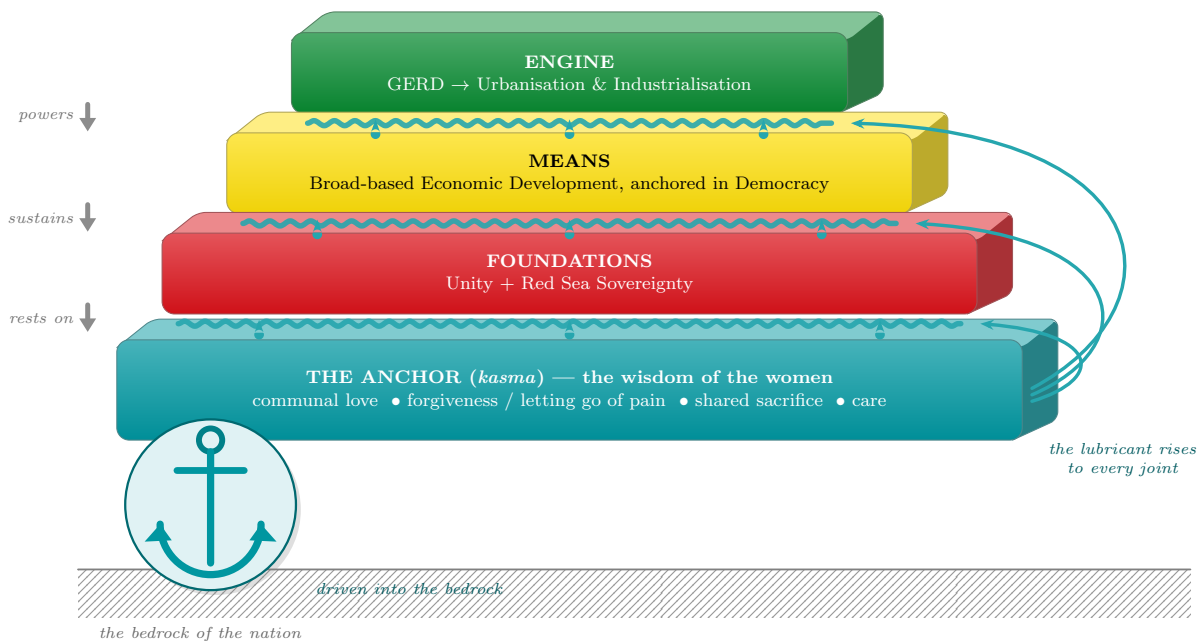 ENGINE
GERD → Urbanisation & Industrialisation
powers
MEANS
Broad-based Economic Development, anchored in Democracy
sustains
FOUNDATIONS
Unity + Red Sea Sovereignty
rests on
THE ANCHOR (kasma) — the wisdom of the women
communal love • forgiveness / letting go of pain • shared sacrifice • care
the lubricant rises
to every joint
driven into the bedrock
the bedrock of the nation